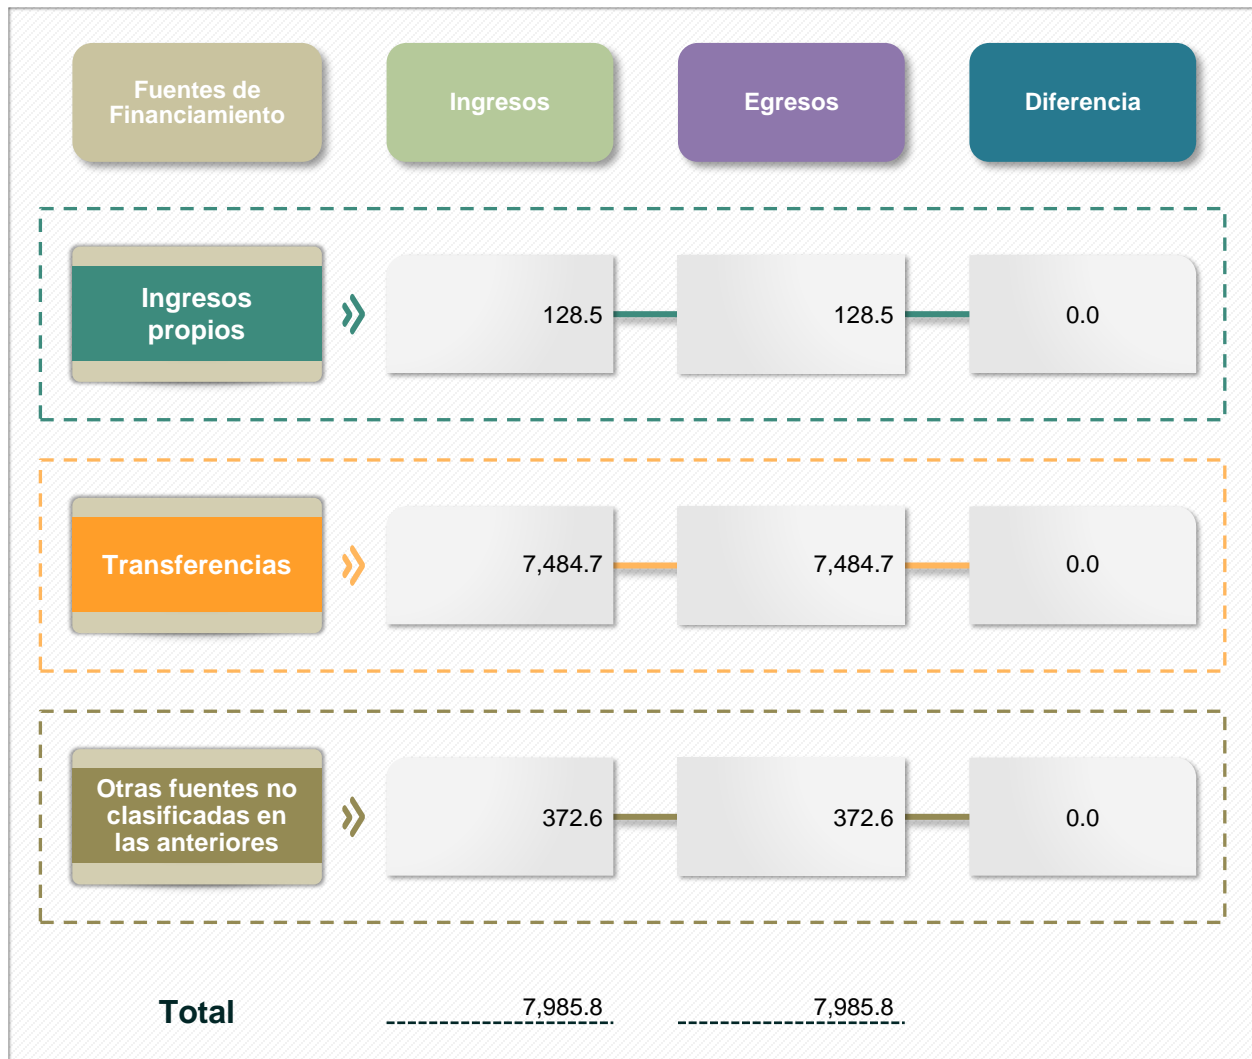 Fuentes de
Financiamiento
Ingresos
Egresos
Diferencia
Ingresos
propios
128.5
128.5
0.0
Transferencias
7,484.7
7,484.7
0.0
Otras fuentes no
clasificadas en
las anteriores
372.6
372.6
0.0
Total
7,985.8
7,985.8